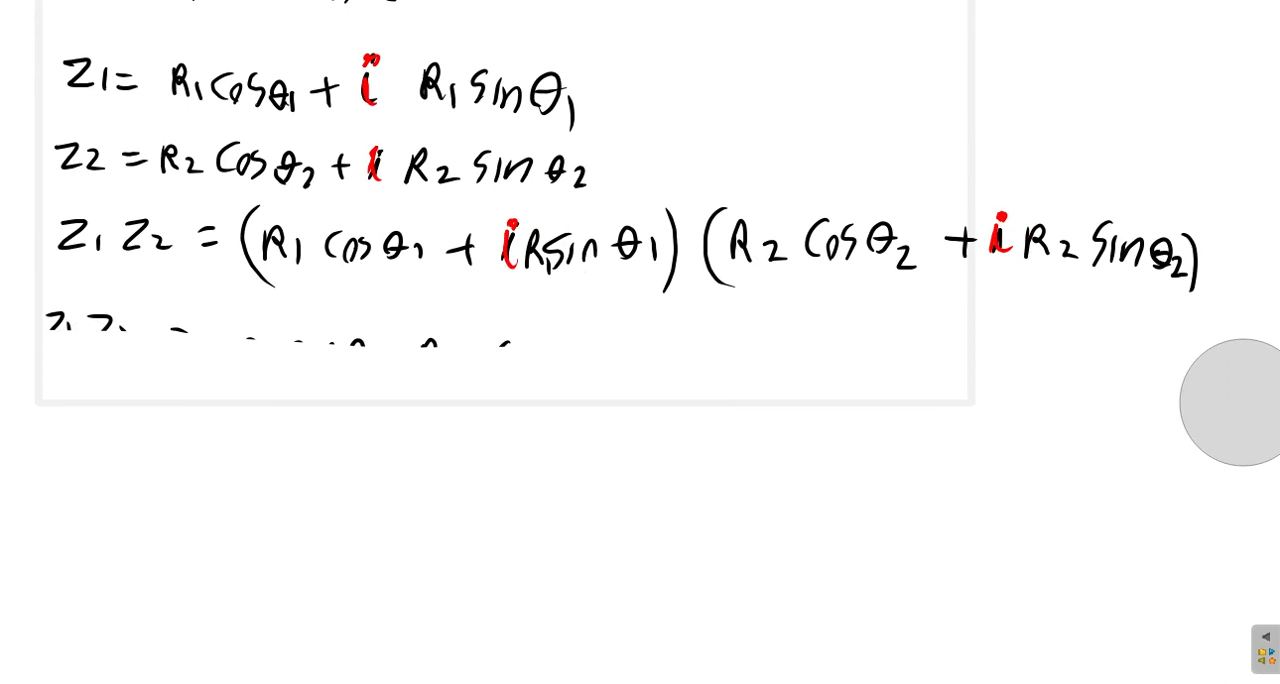 Z1 = R1 cosθ1 + i R1 sinθ1
Z2 = R2 cosθ2 + i R2 sinθ2
Z1 Z2 = (R1 cosθ1 + i R1 sinθ1) (R2 cosθ2 + i R2 sinθ2)